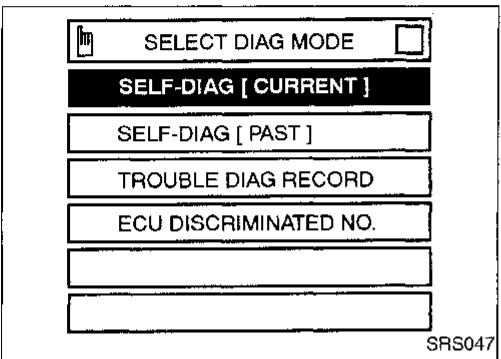 SELECT DIAG MODE
SELF-DIAG [ CURRENT ]
SELF-DIAG [ PAST ]
TROUBLE DIAG RECORD
ECU DISCRIMINATED NO.
SRS047